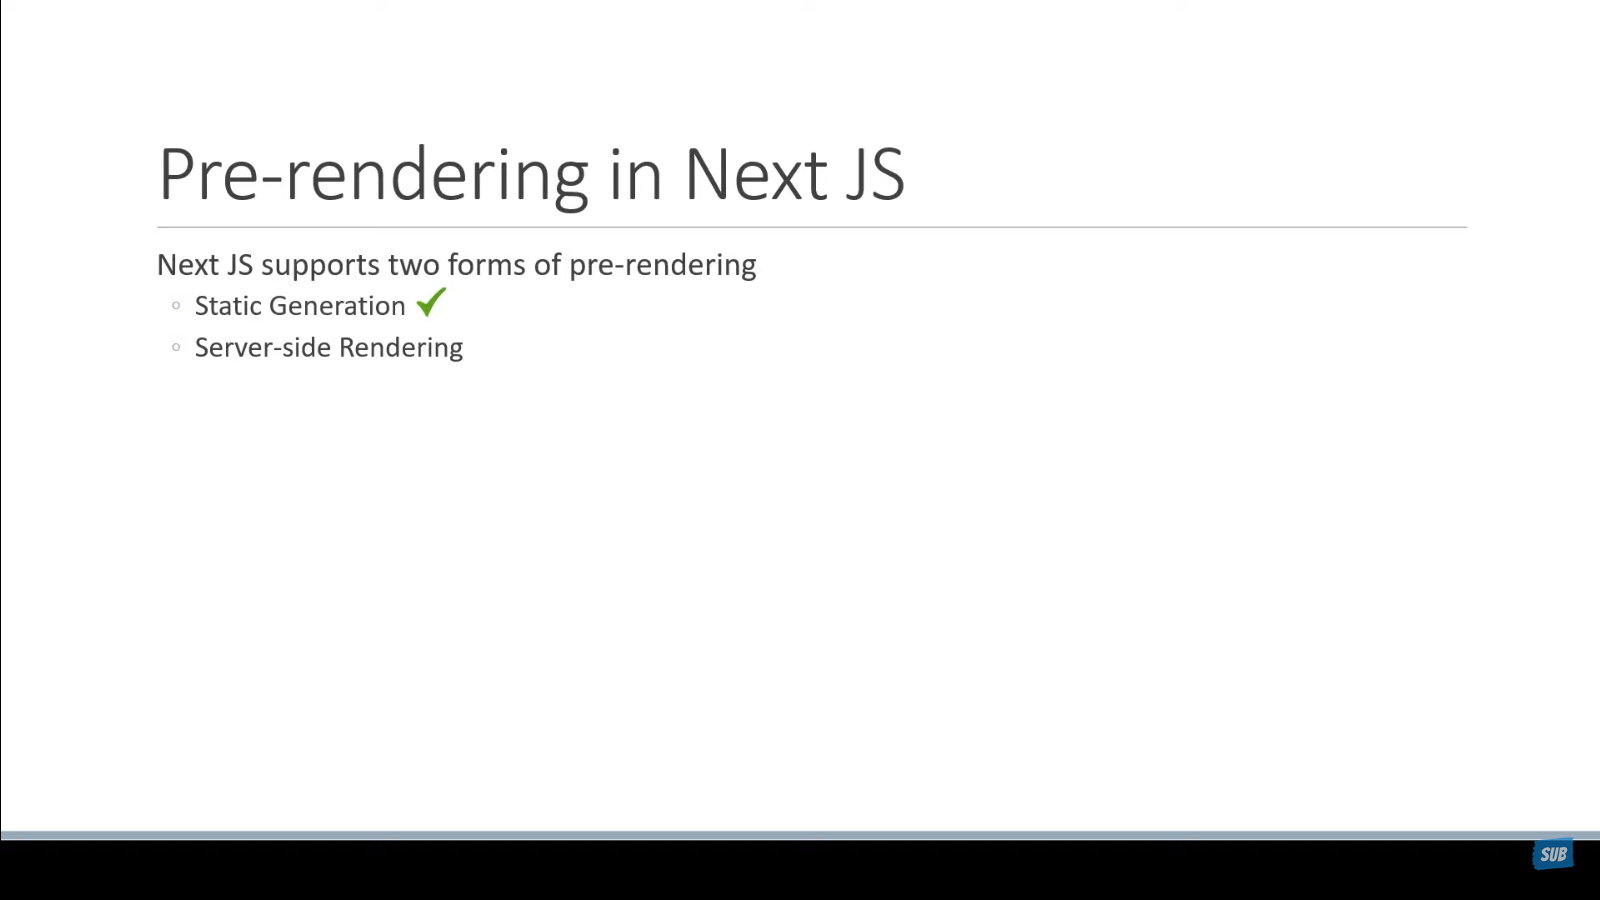 Pre-rendering in Next JS
Next JS supports two forms of pre-rendering
Static Generation
Server-side Rendering
SUB